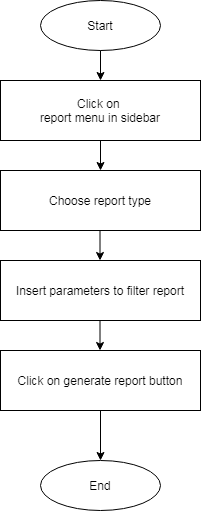 Start
Click on
report menu in sidebar
Choose report type
Insert parameters to filter report
Click on generate report button
End